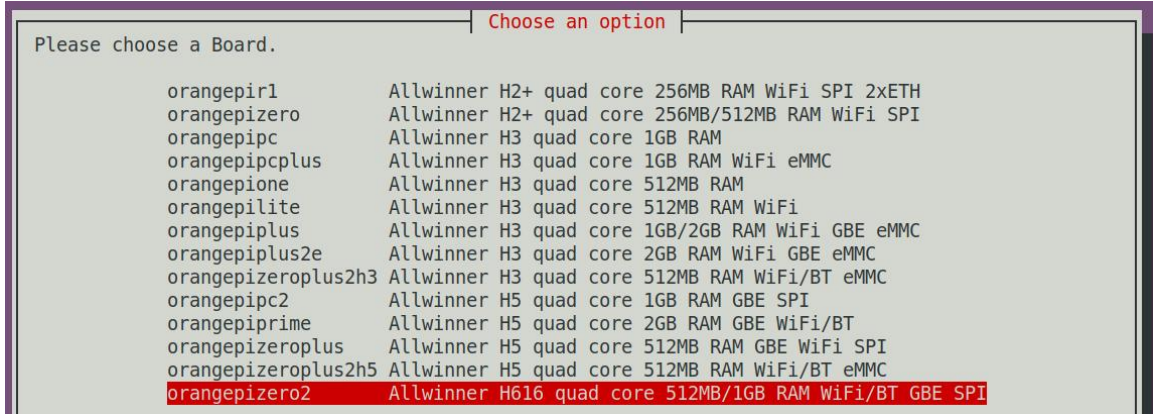 Choose an option
Please choose a Board.
orangepir1 Allwinner H2+ quad core 256MB RAM WiFi SPI 2xETH
orangepizero Allwinner H2+ quad core 256MB/512MB RAM WiFi SPI
orangepipc Allwinner H3 quad core 1GB RAM
orangepipcplus Allwinner H3 quad core 1GB RAM WiFi eMMC
orangepione Allwinner H3 quad core 512MB RAM
orangepilite Allwinner H3 quad core 512MB RAM WiFi
orangepiplus Allwinner H3 quad core 1GB/2GB RAM WiFi GBE eMMC
orangepiplus2e Allwinner H3 quad core 2GB RAM WiFi GBE eMMC
orangepizeroplus2h3 Allwinner H3 quad core 512MB RAM WiFi/BT eMMC
orangepipc2 Allwinner H5 quad core 1GB RAM GBE SPI
orangepiprime Allwinner H5 quad core 2GB RAM GBE WiFi/BT
orangepizeroplus Allwinner H5 quad core 512MB RAM GBE WiFi SPI
orangepizeroplus2h5 Allwinner H5 quad core 512MB RAM WiFi/BT eMMC
orangepizero2 Allwinner H616 quad core 512MB/1GB RAM WiFi/BT GBE SPI